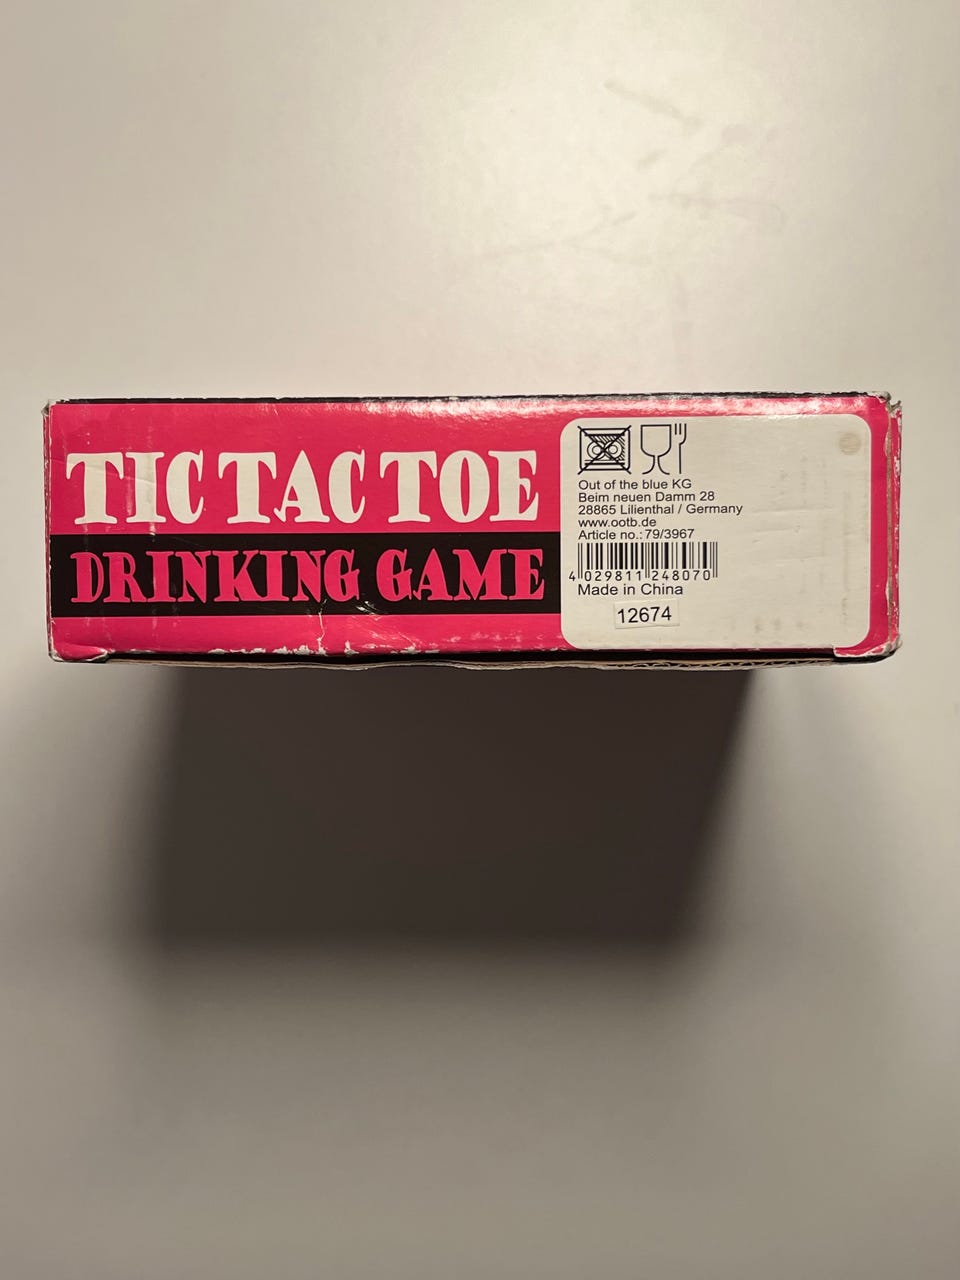 TIC TAC TOE
DRINKING GAME
Out of the blue KG
Beim neuen Damm 28
28865 Lilienthal / Germany
www.ootb.de
Article no.: 79/3967
4 029811 248070
Made in China
12674